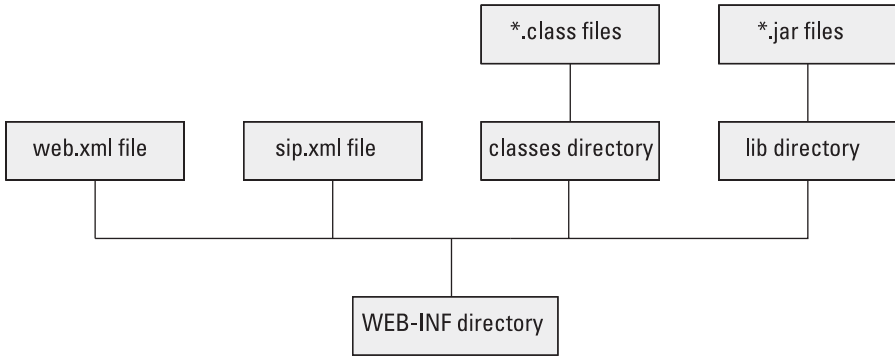 *.class files
*.jar files
web.xml file
sip.xml file
classes directory
lib directory
WEB-INF directory